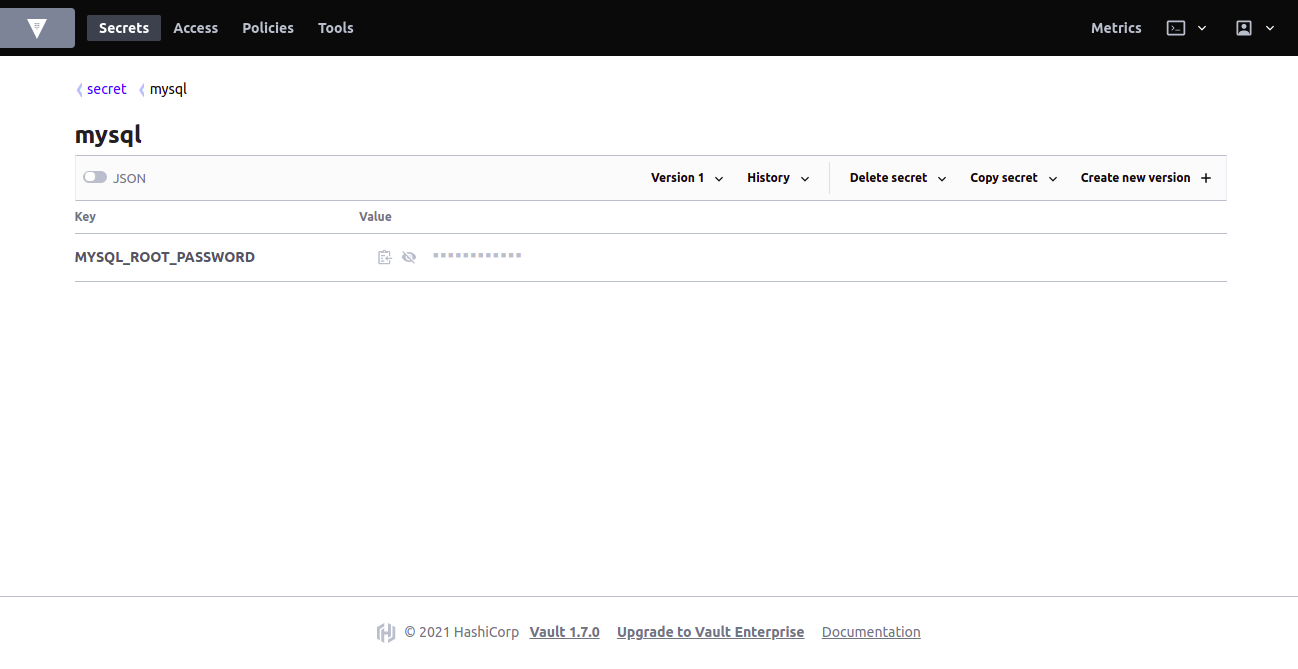 Secrets Access Policies Tools Metrics
secret mysql
mysql
JSON Version 1 History Delete secret Copy secret Create new version
Key Value
MYSQL_ROOT_PASSWORD
© 2021 HashiCorp Vault 1.7.0 Upgrade to Vault Enterprise Documentation